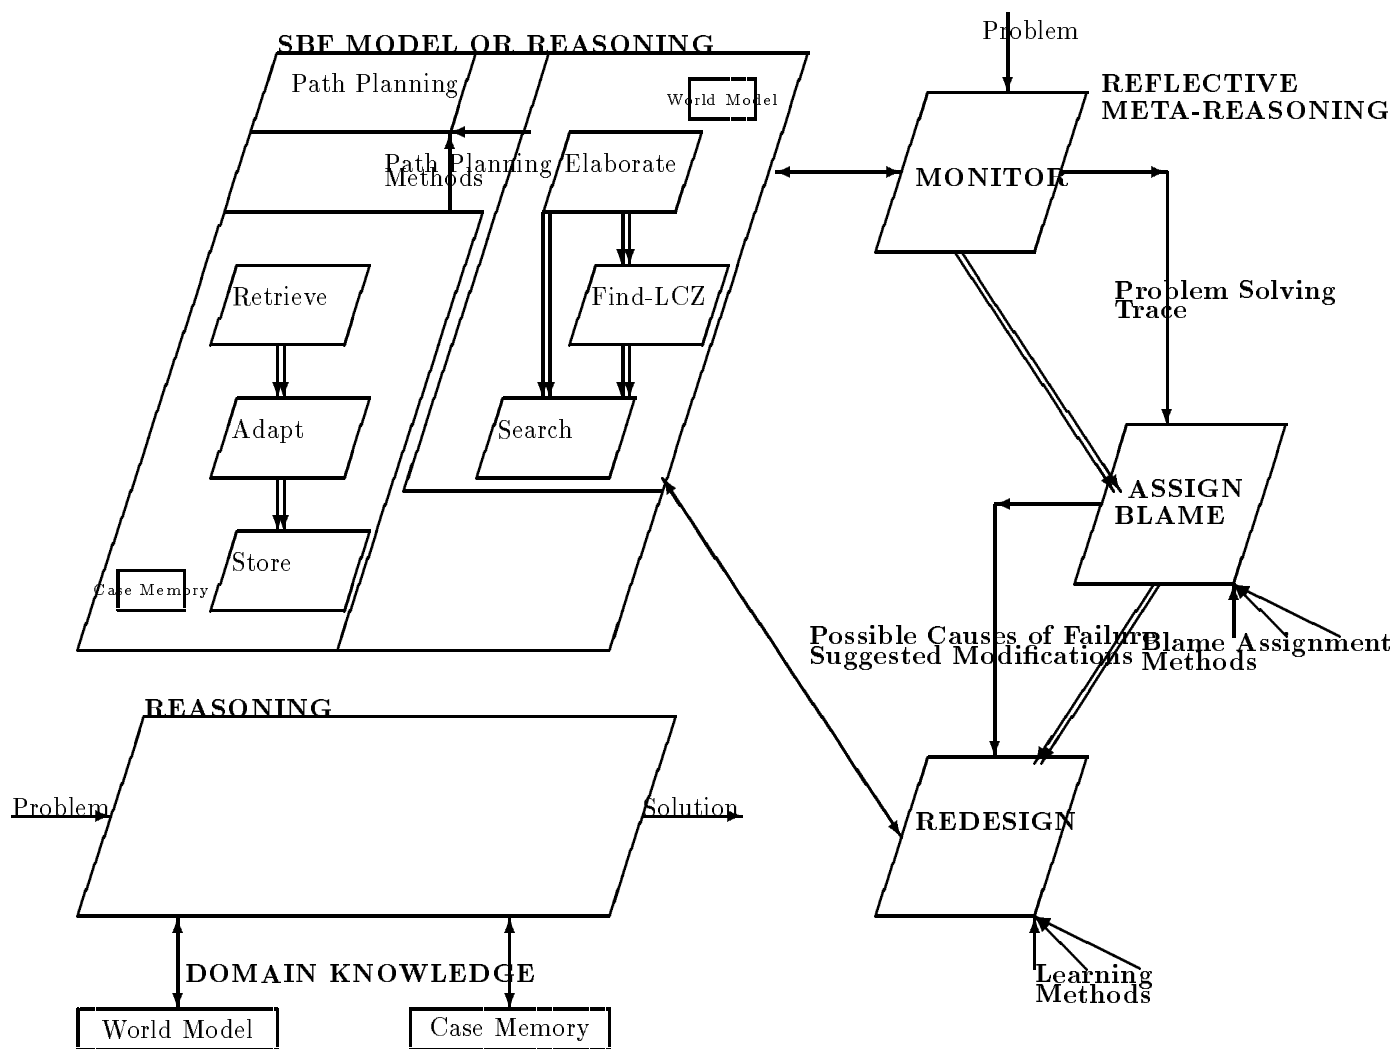 SBF MODEL OR REASONING
Path Planning
World Model
Path Planning
Methods
Elaborate
Retrieve
Find-LCZ
Adapt
Search
Store
Case Memory
Problem
REFLECTIVE
META-REASONING
MONITOR
Problem Solving
Trace
ASSIGN
BLAME
Possible Causes of Failure
Suggested Modifications
Blame Assignment
Methods
REDESIGN
Learning
Methods
REASONING
Problem
Solution
DOMAIN KNOWLEDGE
World Model
Case Memory